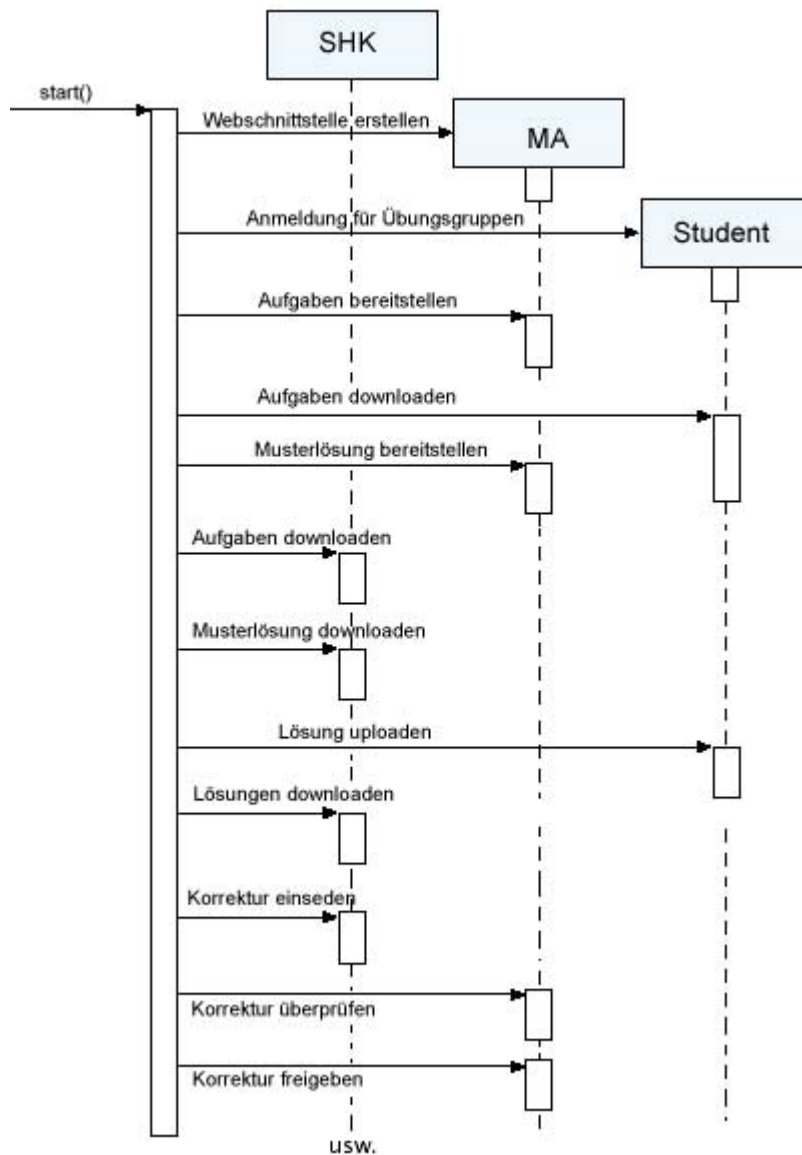 SHK
start()
Webschnittstelle erstellen
MA
Anmeldung für Übungsgruppen
Student
Aufgaben bereitstellen
Aufgaben downloaden
Musterlösung bereitstellen
Aufgaben downloaden
Musterlösung downloaden
Lösung uploaden
Lösungen downloaden
Korrektur einseden
Korrektur überprüfen
Korrektur freigeben
usw.